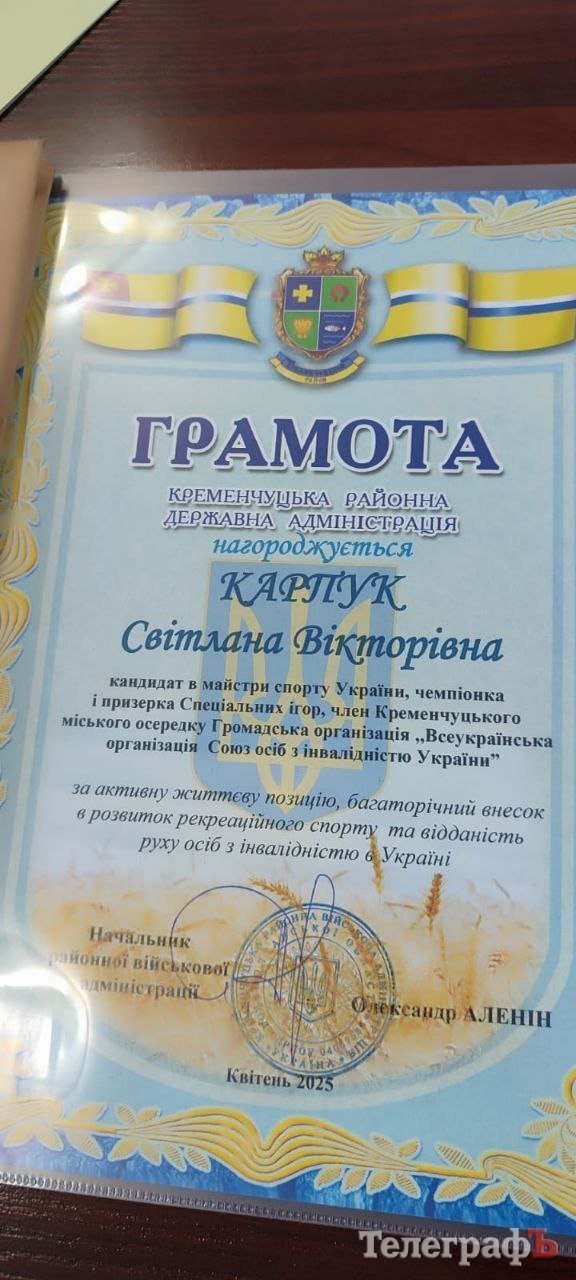 ГРАМОТА
КРЕМЕНЧУЦЬКА РАЙОННА
ДЕРЖАВНА АДМІНІСТРАЦІЯ
нагороджується
КАРПУК
Світлана Вікторівна
кандидат в майстри спорту України, чемпіонка
і призерка Спеціальних ігор, член Кременчуцького
міського осередку Громадська організація „Всеукраїнська
організація Союз осіб з інвалідністю України”
за активну життєву позицію, багаторічний внесок
в розвиток рекреаційного спорту та відданість
руху осіб з інвалідністю в Україні
Начальник
районної військової
адміністрації
Олександр АЛЕНІН
УКРАЇНА
Квітень 2025
ТелеграфЪ